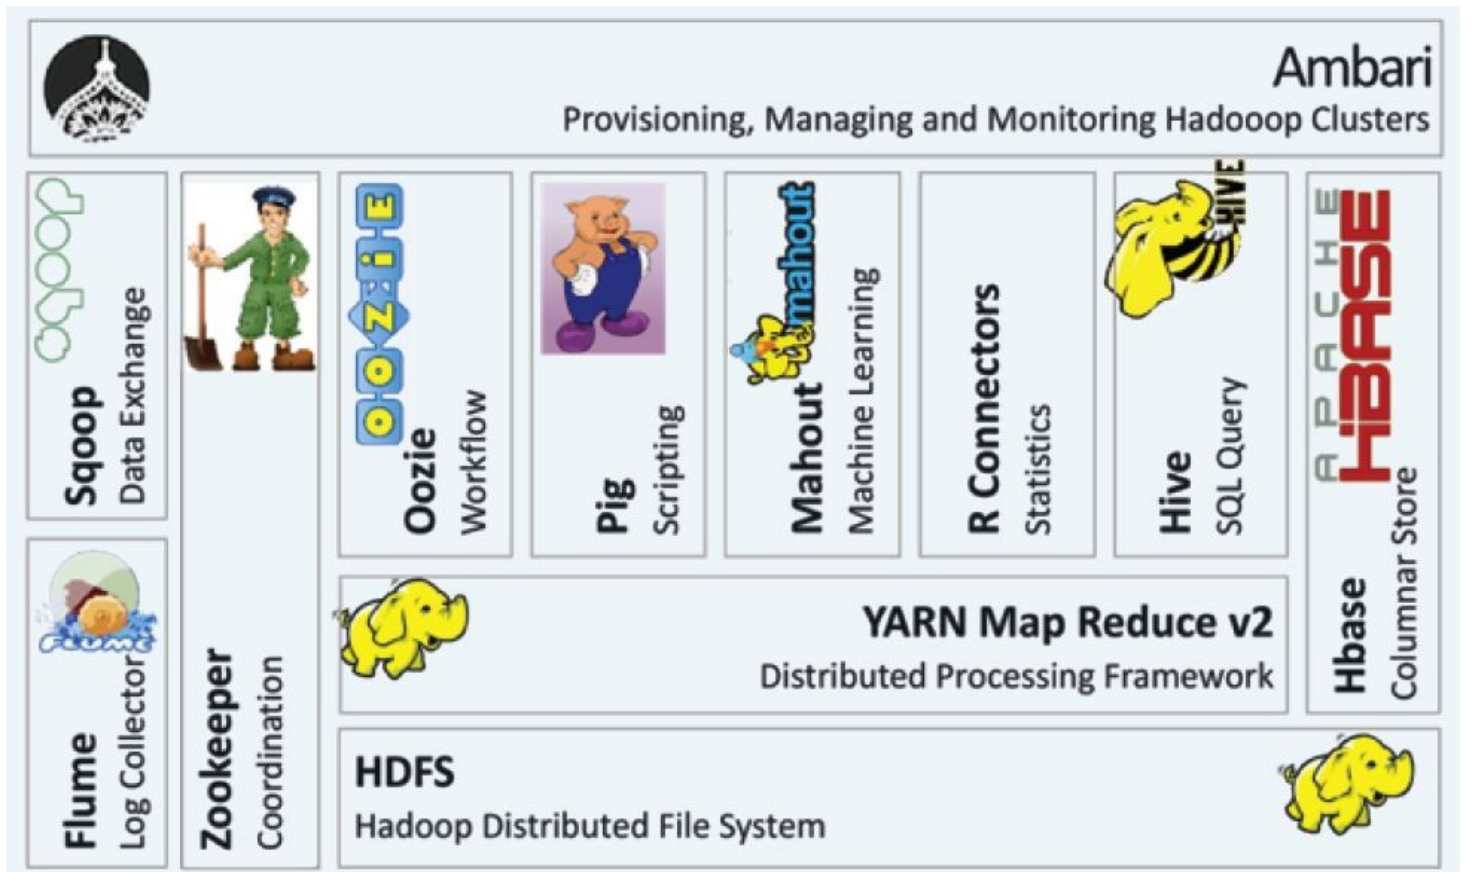 Ambari
Provisioning, Managing and Monitoring Hadooop Clusters
sqoop
Sqoop
Data Exchange
Zookeeper
Coordination
OOZiE
Oozie
Workflow
Pig
Scripting
mahout
Mahout
Machine Learning
R Connectors
Statistics
HIVE
Hive
SQL Query
APACHE
HBASE
Hbase
Columnar Store
FLUME
Flume
Log Collector
YARN Map Reduce v2
Distributed Processing Framework
HDFS
Hadoop Distributed File System